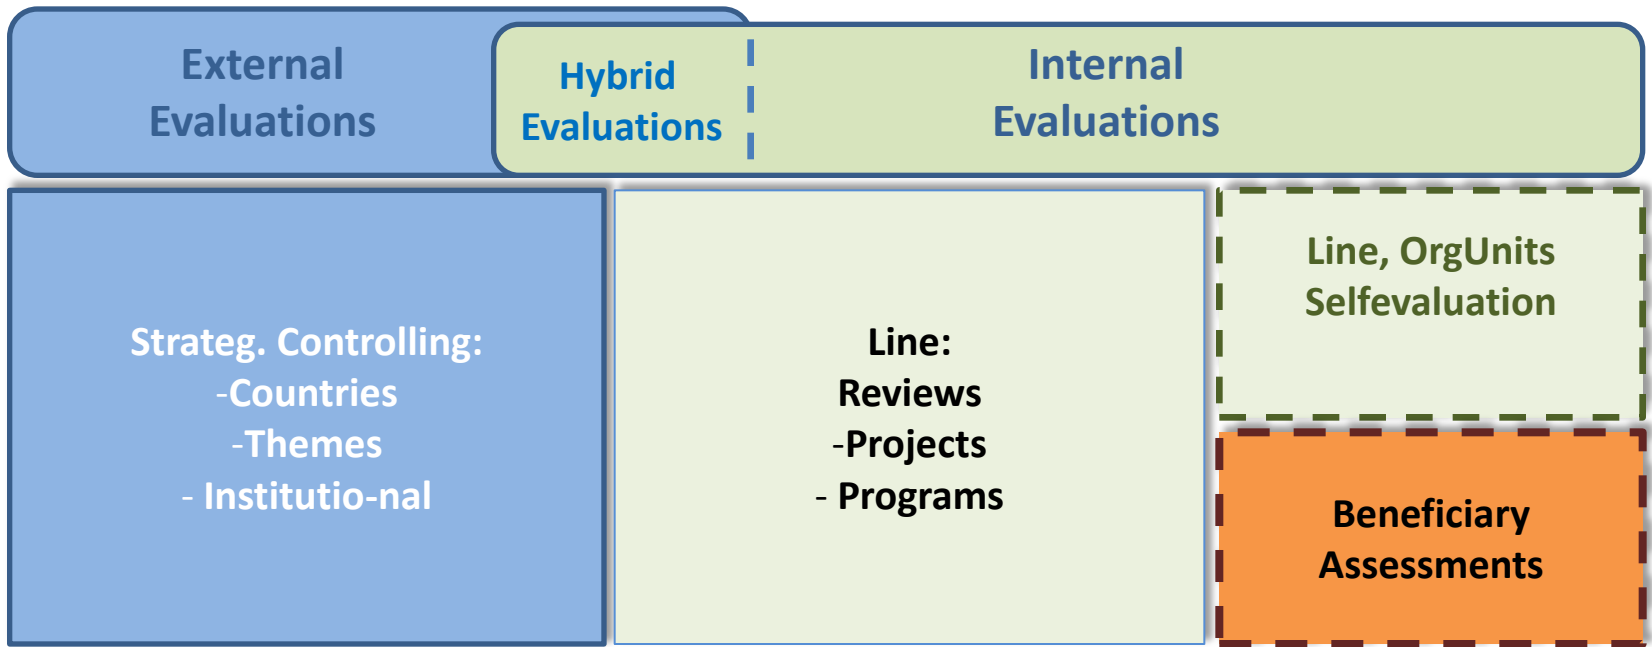 External
Evaluations
Hybrid
Evaluations
Internal
Evaluations
Strateg. Controlling:
-Countries
-Themes
- Institutio-nal
Line:
Reviews
-Projects
- Programs
Line, OrgUnits
Selfevaluation
Beneficiary
Assessments